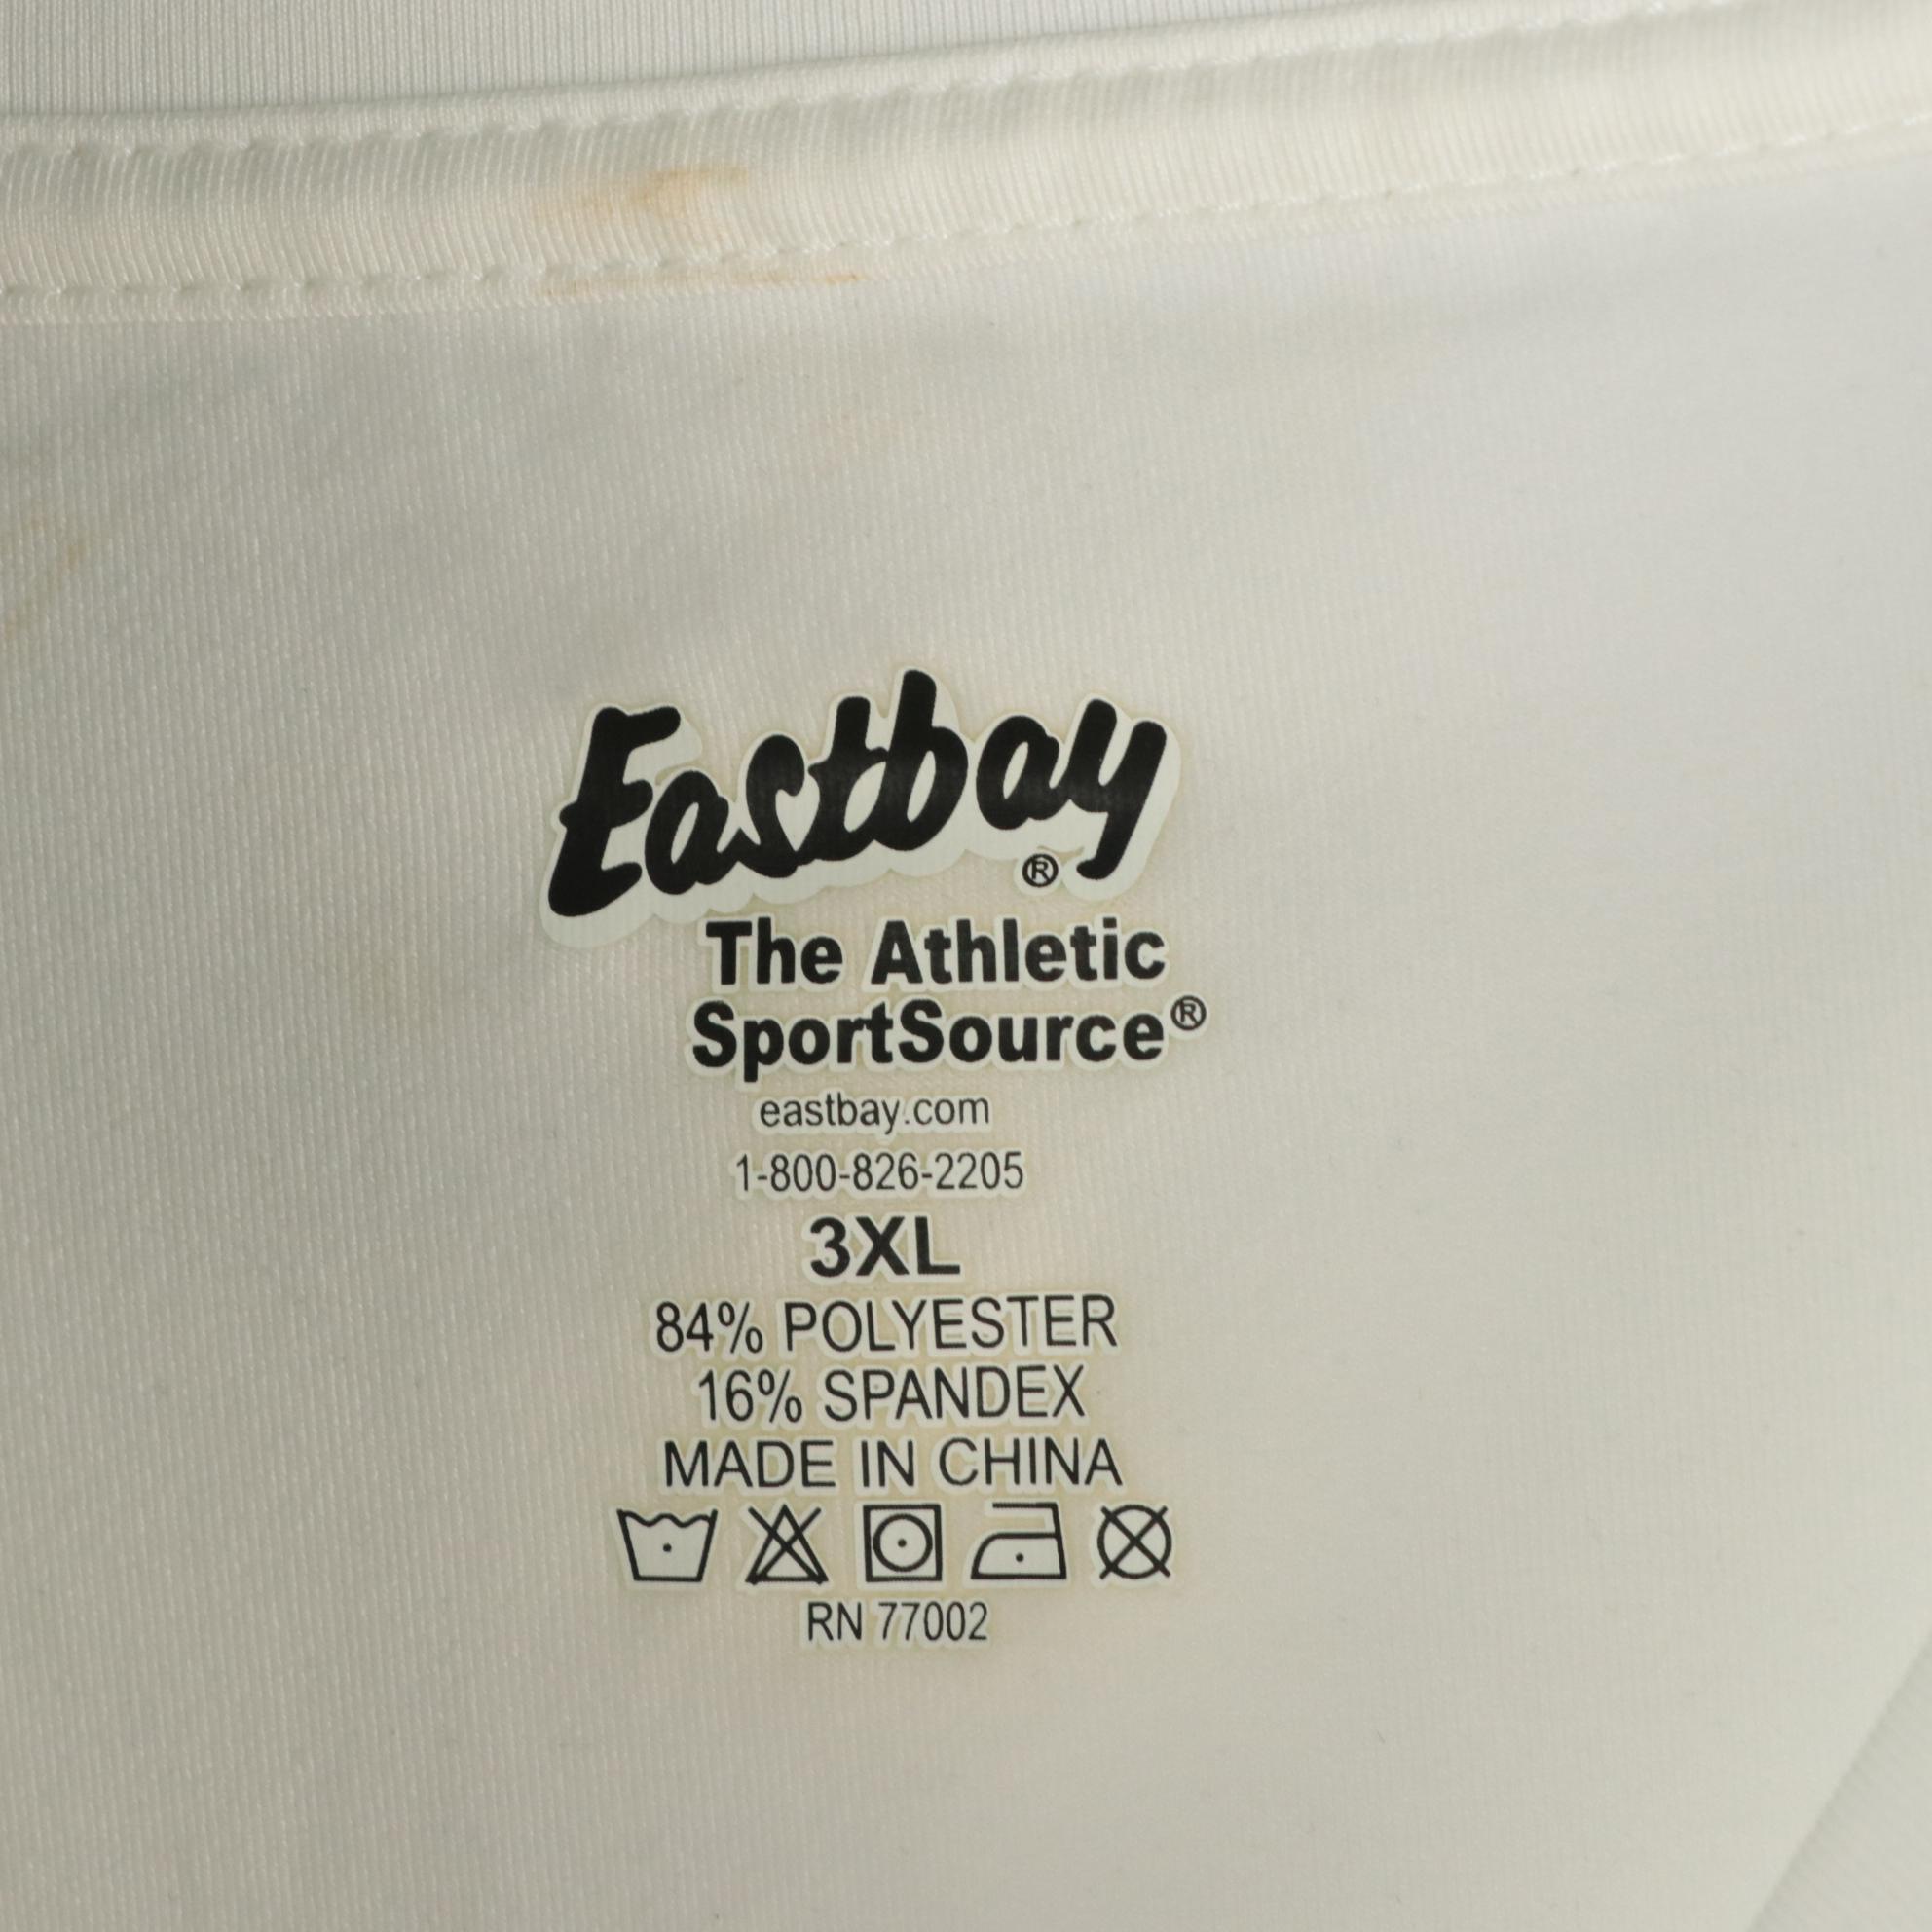 Eastbay®
The Athletic
SportSource®
eastbay.com
1-800-826-2205
3XL
84% POLYESTER
16% SPANDEX
MADE IN CHINA
RN 77002